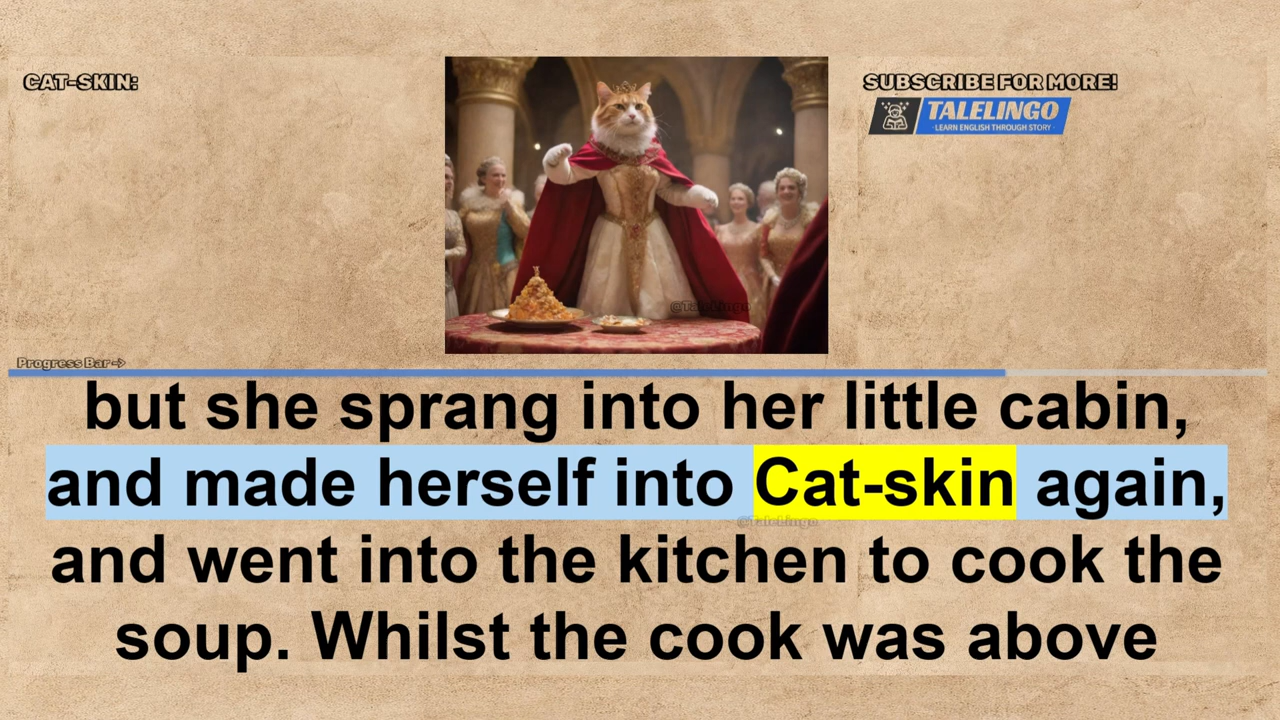 CAT-SKIN:
SUBSCRIBE FOR MORE!
TALELINGO
· LEARN ENGLISH THROUGH STORY ·
@TaleLingo
Progress Bar->
but she sprang into her little cabin,
and made herself into Cat-skin again,
@TaleLingo
and went into the kitchen to cook the
soup. Whilst the cook was above